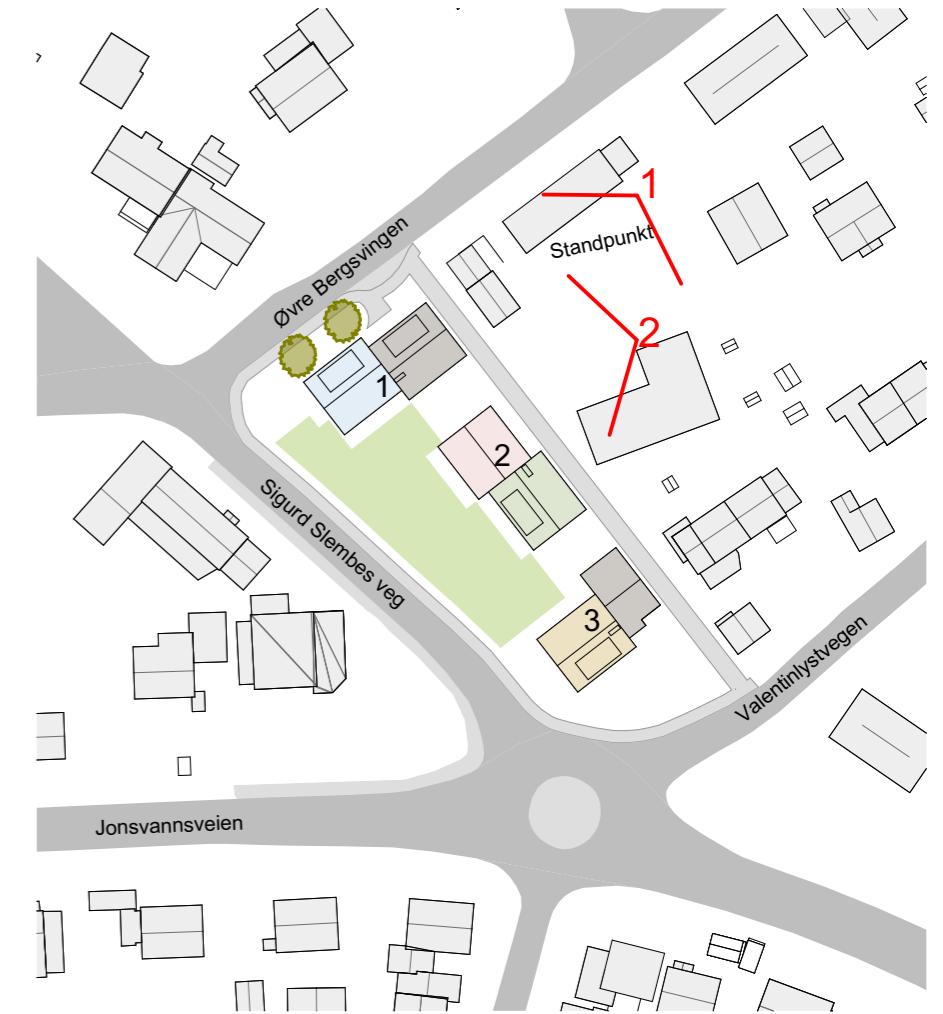 1
Standpunkt
Øvre Bergsvingen
2
1
2
Sigurd Slembes veg
3
Valentinlystvegen
Jonsvannsveien